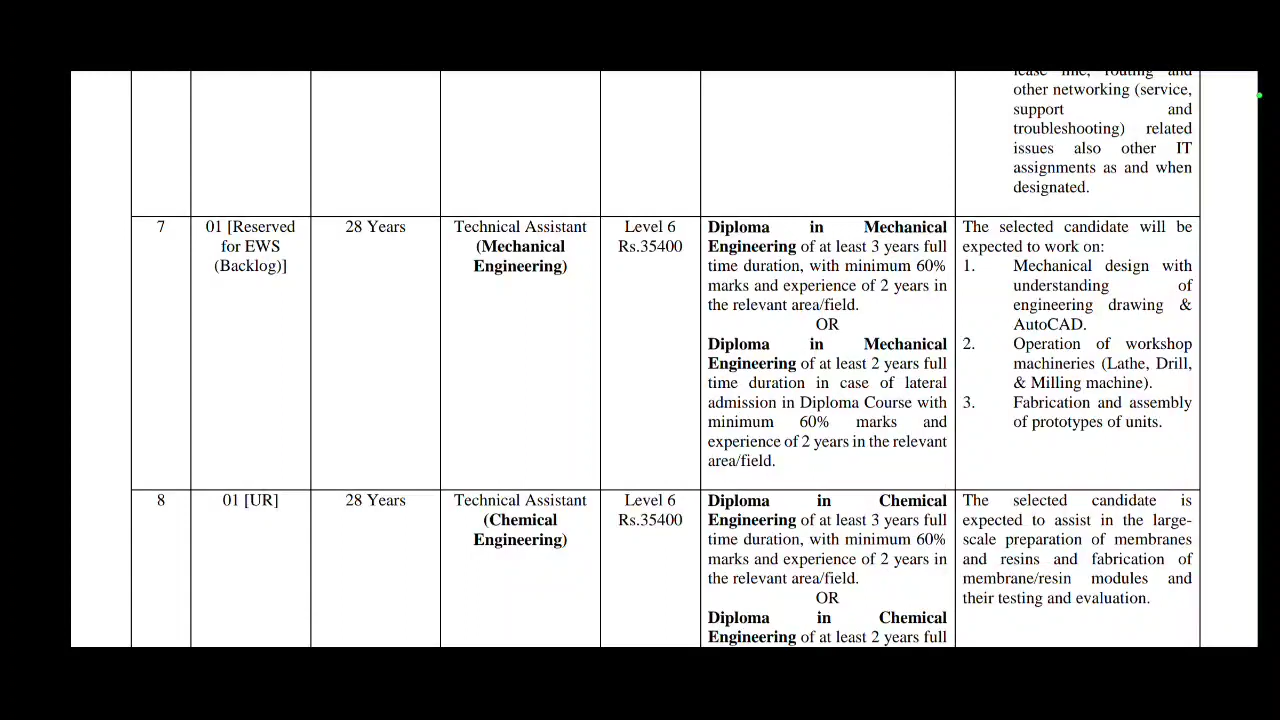 lease line, routing and
other networking (service,
support and
troubleshooting) related
issues also other IT
assignments as and when
designated.
7
01 [Reserved
for EWS
(Backlog)]
28 Years
Technical Assistant
(Mechanical
Engineering)
Level 6
Rs.35400
Diploma in Mechanical
Engineering of at least 3 years full
time duration, with minimum 60%
marks and experience of 2 years in
the relevant area/field.
OR
Diploma in Mechanical
Engineering of at least 2 years full
time duration in case of lateral
admission in Diploma Course with
minimum 60% marks and
experience of 2 years in the relevant
area/field.
The selected candidate will be
expected to work on:
1. Mechanical design with
understanding of
engineering drawing &
AutoCAD.
2. Operation of workshop
machineries (Lathe, Drill,
& Milling machine).
3. Fabrication and assembly
of prototypes of units.
8
01 [UR]
28 Years
Technical Assistant
(Chemical
Engineering)
Level 6
Rs.35400
Diploma in Chemical
Engineering of at least 3 years full
time duration, with minimum 60%
marks and experience of 2 years in
the relevant area/field.
OR
Diploma in Chemical
Engineering of at least 2 years full
The selected candidate is
expected to assist in the large-
scale preparation of membranes
and resins and fabrication of
membrane/resin modules and
their testing and evaluation.